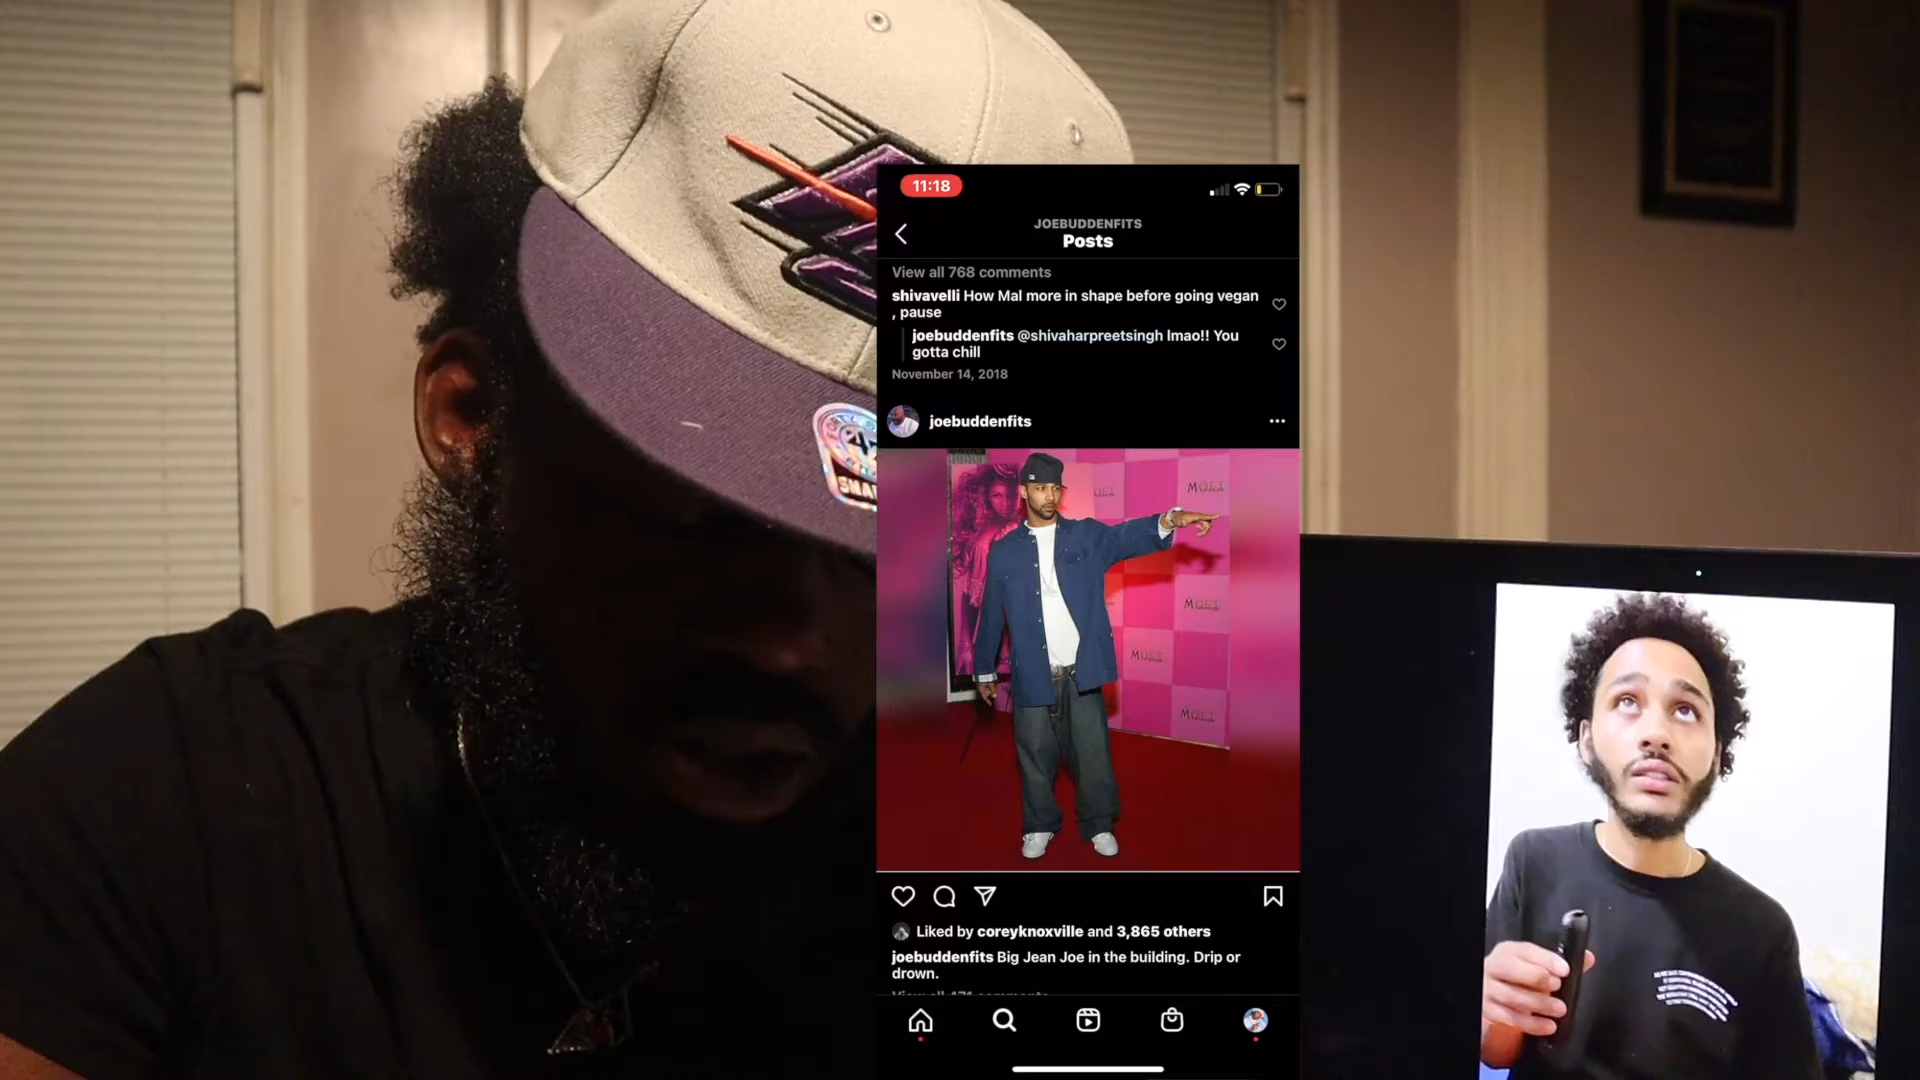 11:18
JOEBUDDENFITS
Posts
View all 768 comments
shivavelli How Mal more in shape before going vegan
, pause
joebuddenfits @shivaharpreetsingh lmao!! You
gotta chill
November 14, 2018
joebuddenfits
MOET
MOET
MOET
MOET
MOET
Liked by coreyknoxville and 3,865 others
joebuddenfits Big Jean Joe in the building. Drip or
drown.